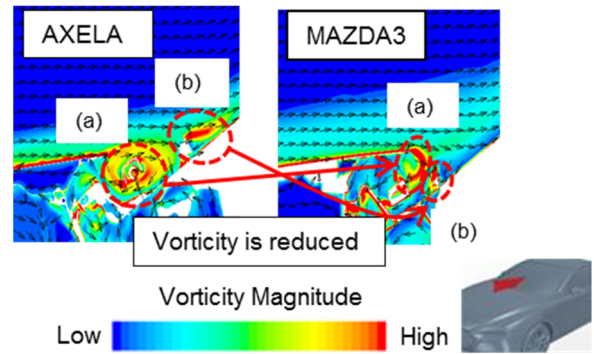 AXELA
MAZDA3
(b)
(a)
(a)
(b)
Vorticity is reduced
Vorticity Magnitude
Low
High